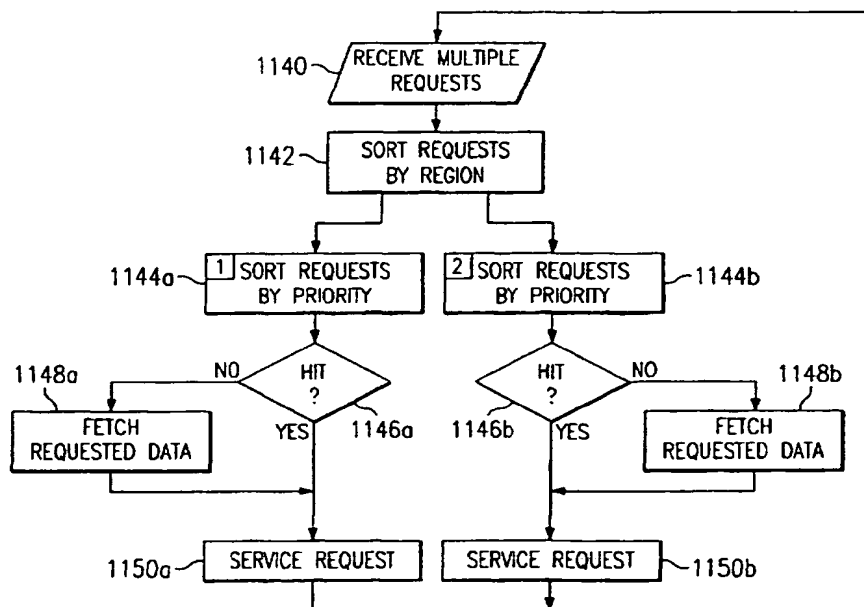 1140
RECEIVE MULTIPLE
REQUESTS
1142
SORT REQUESTS
BY REGION
1144a
1
SORT REQUESTS
BY PRIORITY
2
SORT REQUESTS
BY PRIORITY
1144b
1148a
NO
HIT
?
YES
1146a
FETCH
REQUESTED DATA
HIT
?
NO
YES
1146b
1148b
FETCH
REQUESTED DATA
1150a
SERVICE REQUEST
SERVICE REQUEST
1150b